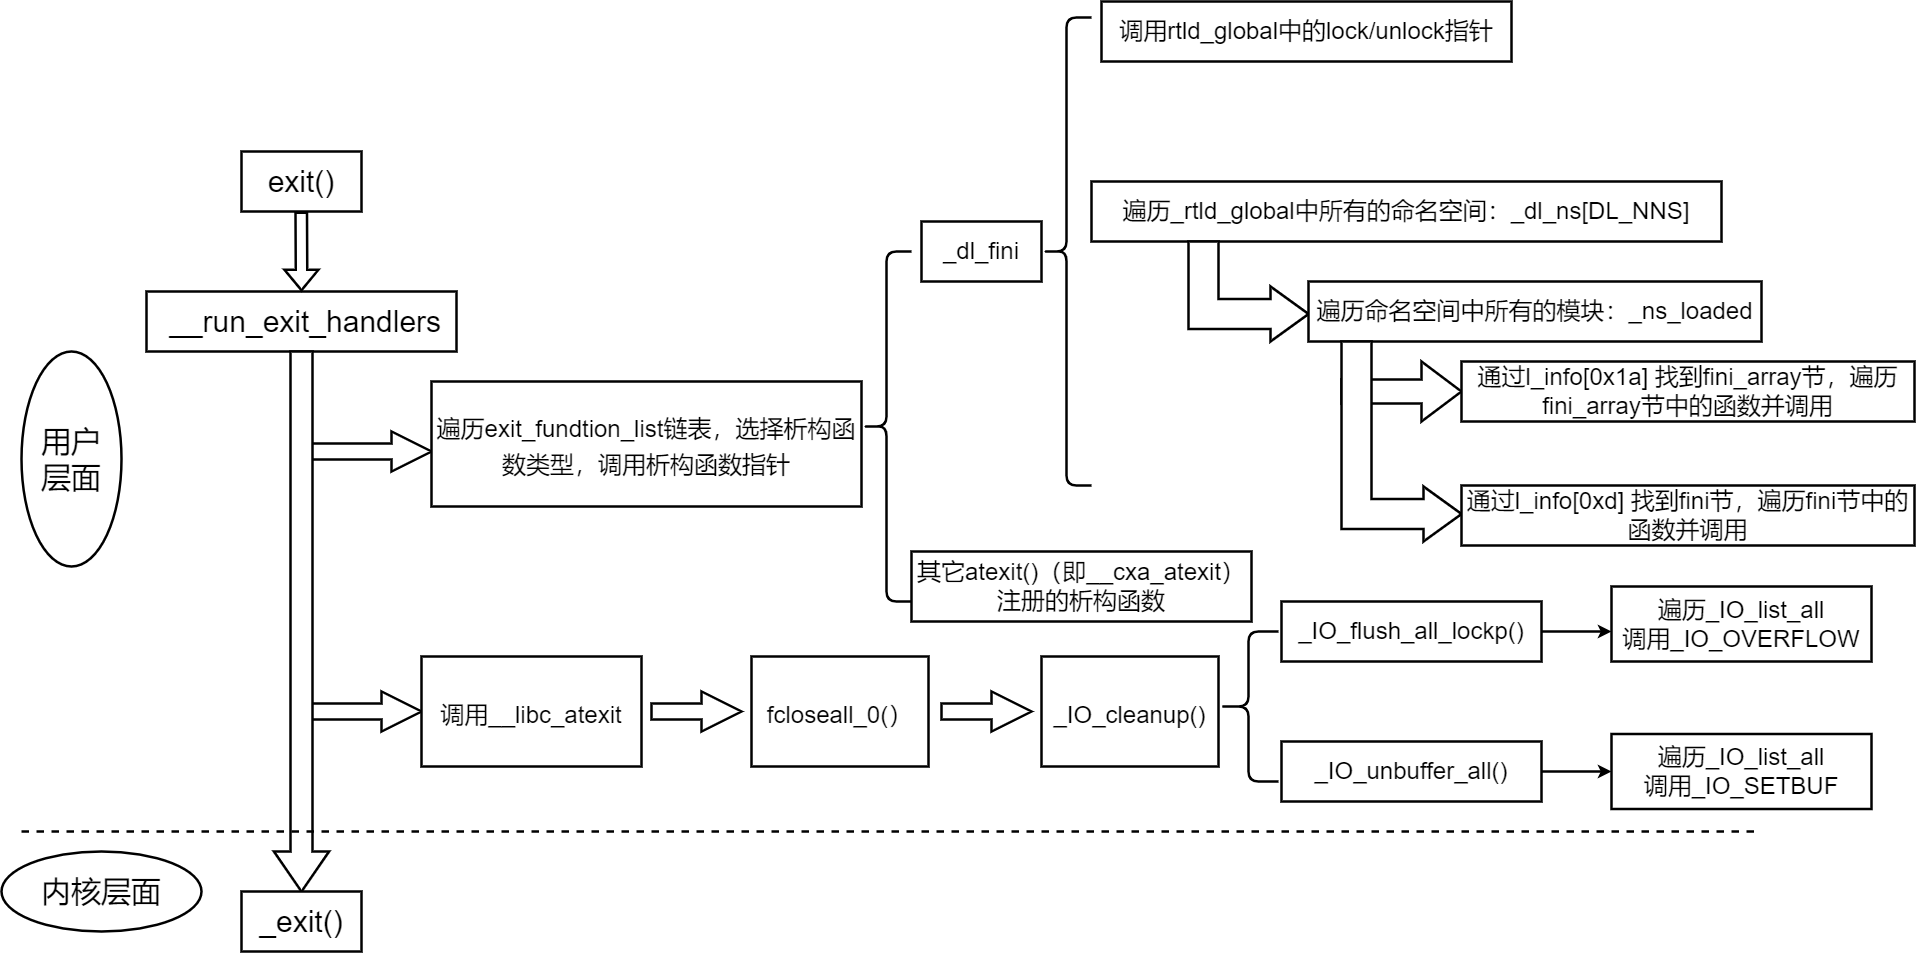 调用rtld_global中的lock/unlock指针
exit()
遍历_rtld_global中所有的命名空间：_dl_ns[DL_NNS]
_dl_fini
__run_exit_handlers
遍历命名空间中所有的模块：_ns_loaded
通过l_info[0x1a] 找到fini_array节，遍历
fini_array节中的函数并调用
用户
层面
遍历exit_fundtion_list链表，选择析构函
数类型，调用析构函数指针
通过l_info[0xd] 找到fini节，遍历fini节中的
函数并调用
其它atexit()（即__cxa_atexit）
注册的析构函数
_IO_flush_all_lockp()
遍历_IO_list_all
调用_IO_OVERFLOW
调用__libc_atexit
fcloseall_0()
_IO_cleanup()
_IO_unbuffer_all()
遍历_IO_list_all
调用_IO_SETBUF
内核层面
_exit()